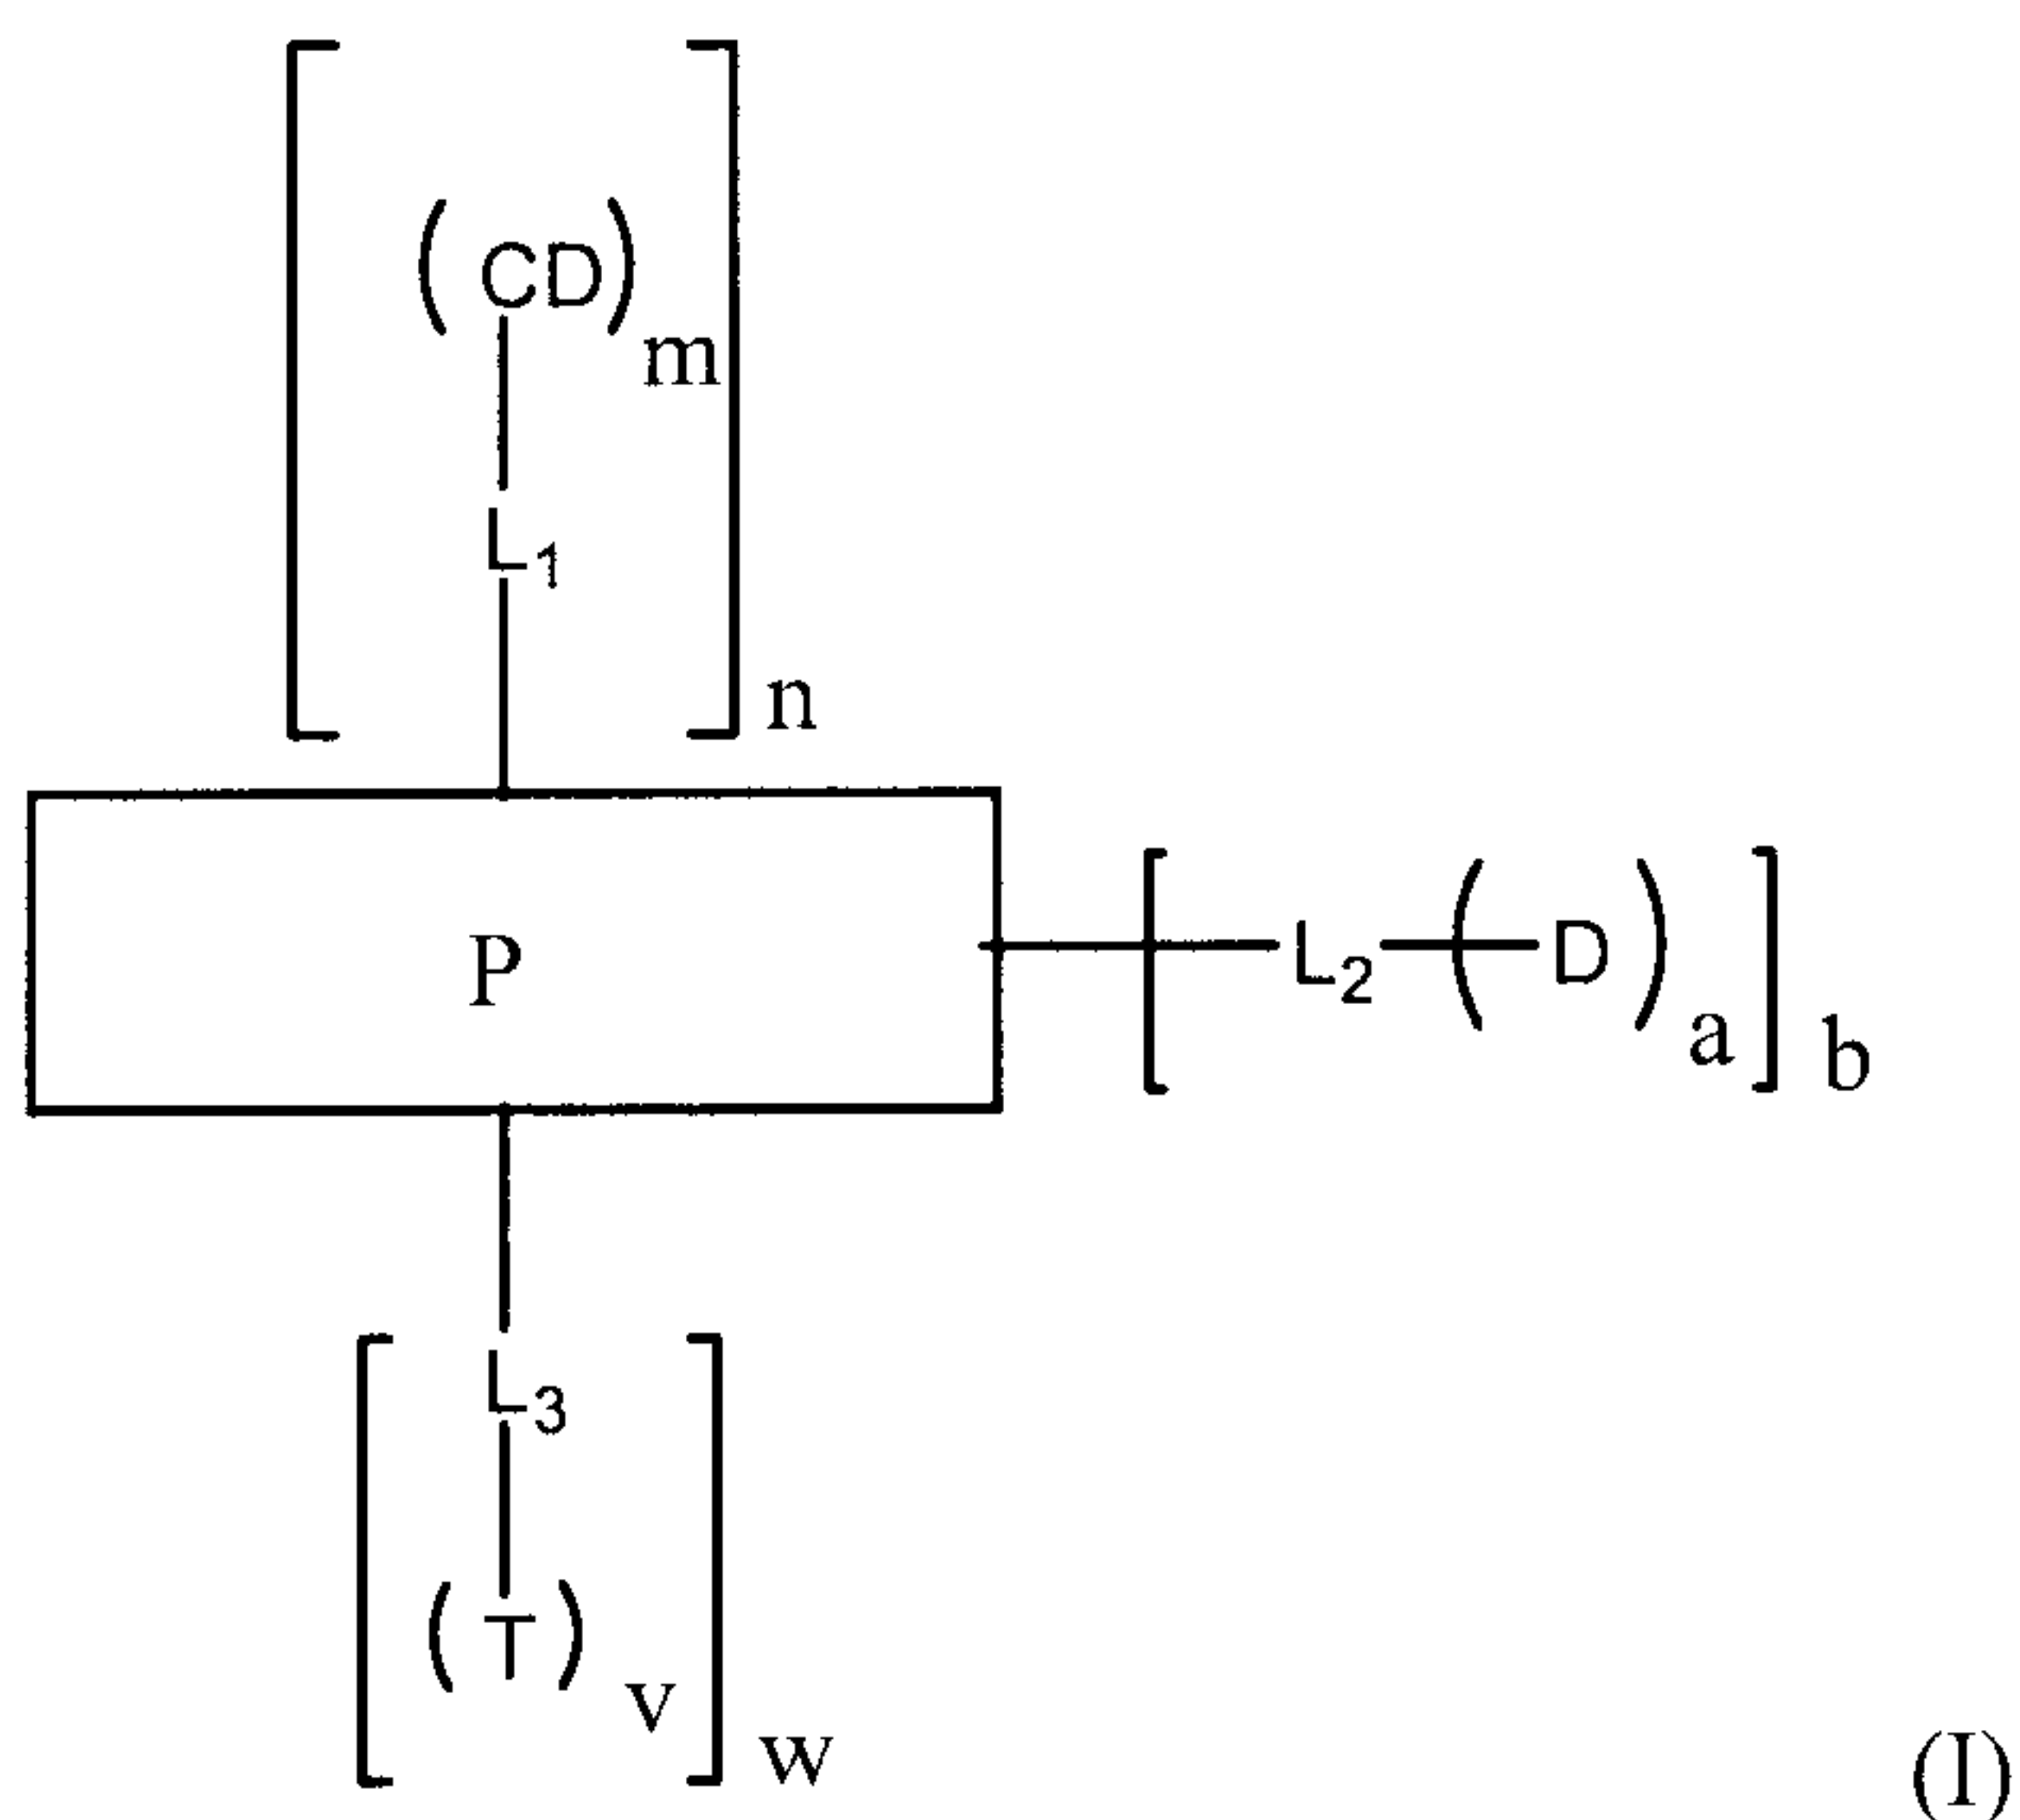 (CD)m
L1
n
P
L2 (D)a b
L3
(T)v
w
(I)